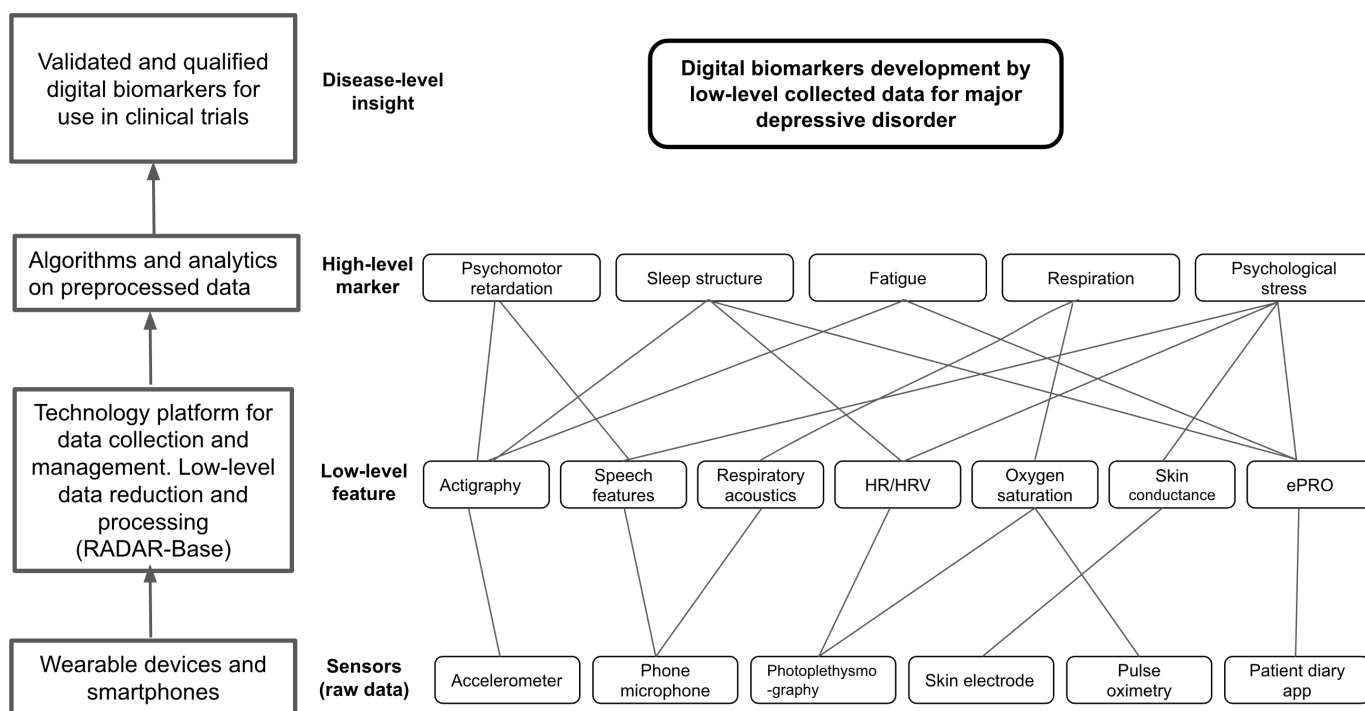 Validated and qualified
digital biomarkers for
use in clinical trials
Disease-level
insight
Digital biomarkers development by
low-level collected data for major
depressive disorder
Algorithms and analytics
on preprocessed data
High-level
marker
Psychomotor
retardation
Sleep structure
Fatigue
Respiration
Psychological
stress
Technology platform for
data collection and
management. Low-level
data reduction and
processing
(RADAR-Base)
Low-level
feature
Actigraphy
Speech
features
Respiratory
acoustics
HR/HRV
Oxygen
saturation
Skin
conductance
ePRO
Wearable devices and
smartphones
Sensors
(raw data)
Accelerometer
Phone
microphone
Photoplethysmo
-graphy
Skin electrode
Pulse
oximetry
Patient diary
app